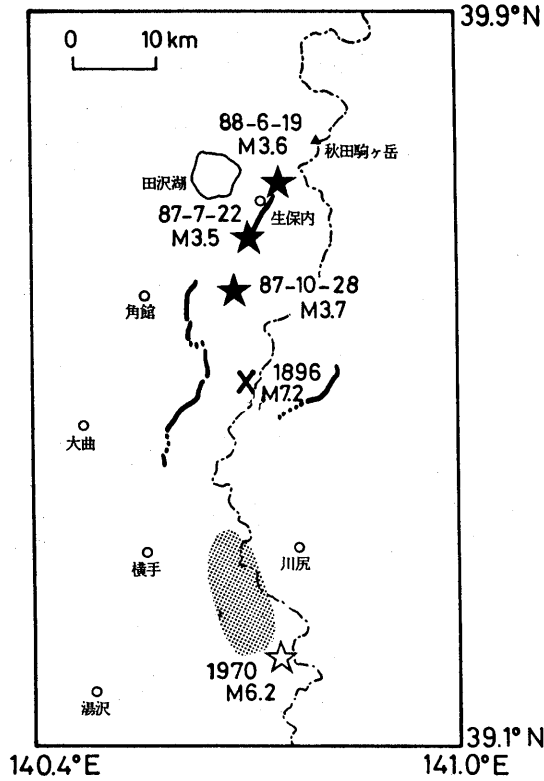 39.9°N
0 10 km
88-6-19
M3.6
秋田駒ヶ岳
田沢湖
生保内
87-7-22
M3.5
87-10-28
M3.7
角館
1896
M7.2
大曲
横手
川尻
1970
M6.2
湯沢
39.1°N
140.4°E
141.0°E